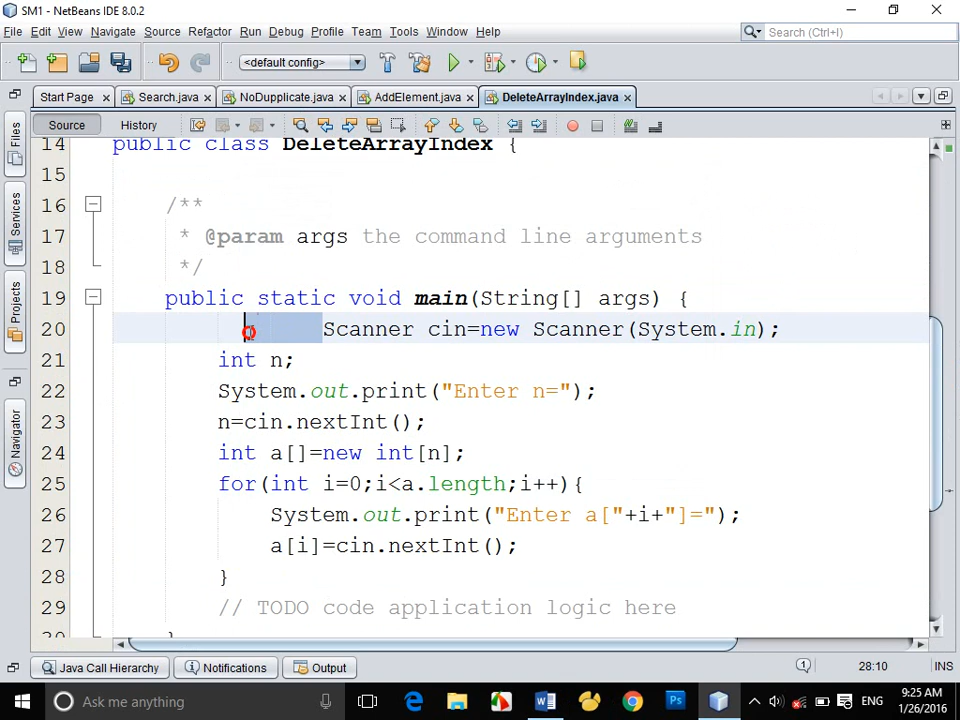 SM1 - NetBeans IDE 8.0.2
File Edit View Navigate Source Refactor Run Debug Profile Team Tools Window Help
Search (Ctrl+I)
<default config>
Start Page Search.java NoDupplicate.java AddElement.java DeleteArrayIndex.java
Source History
Files
Services
Projects
Navigator
14 public class DeleteArrayIndex {
15
16 /**
17 * @param args the command line arguments
18 */
19 public static void main(String[] args) {
20 Scanner cin=new Scanner(System.in);
21 int n;
22 System.out.print("Enter n=");
23 n=cin.nextInt();
24 int a[]=new int[n];
25 for(int i=0;i<a.length;i++){
26 System.out.print("Enter a["+i+"]=");
27 a[i]=cin.nextInt();
28 }
29 // TODO code application logic here
30 }
Java Call Hierarchy Notifications Output 1 28:10 INS
Ask me anything ENG 9:25 AM
1/26/2016